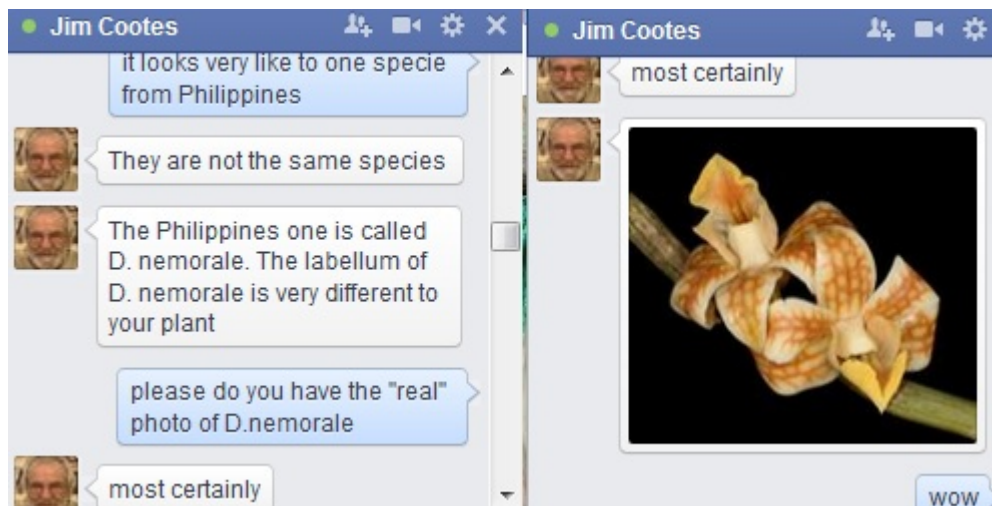 Jim Cootes
it looks very like to one specie
from Philippines
They are not the same species
The Philippines one is called
D. nemorale. The labellum of
D. nemorale is very different to
your plant
please do you have the "real"
photo of D.nemorale
most certainly
Jim Cootes
most certainly
wow